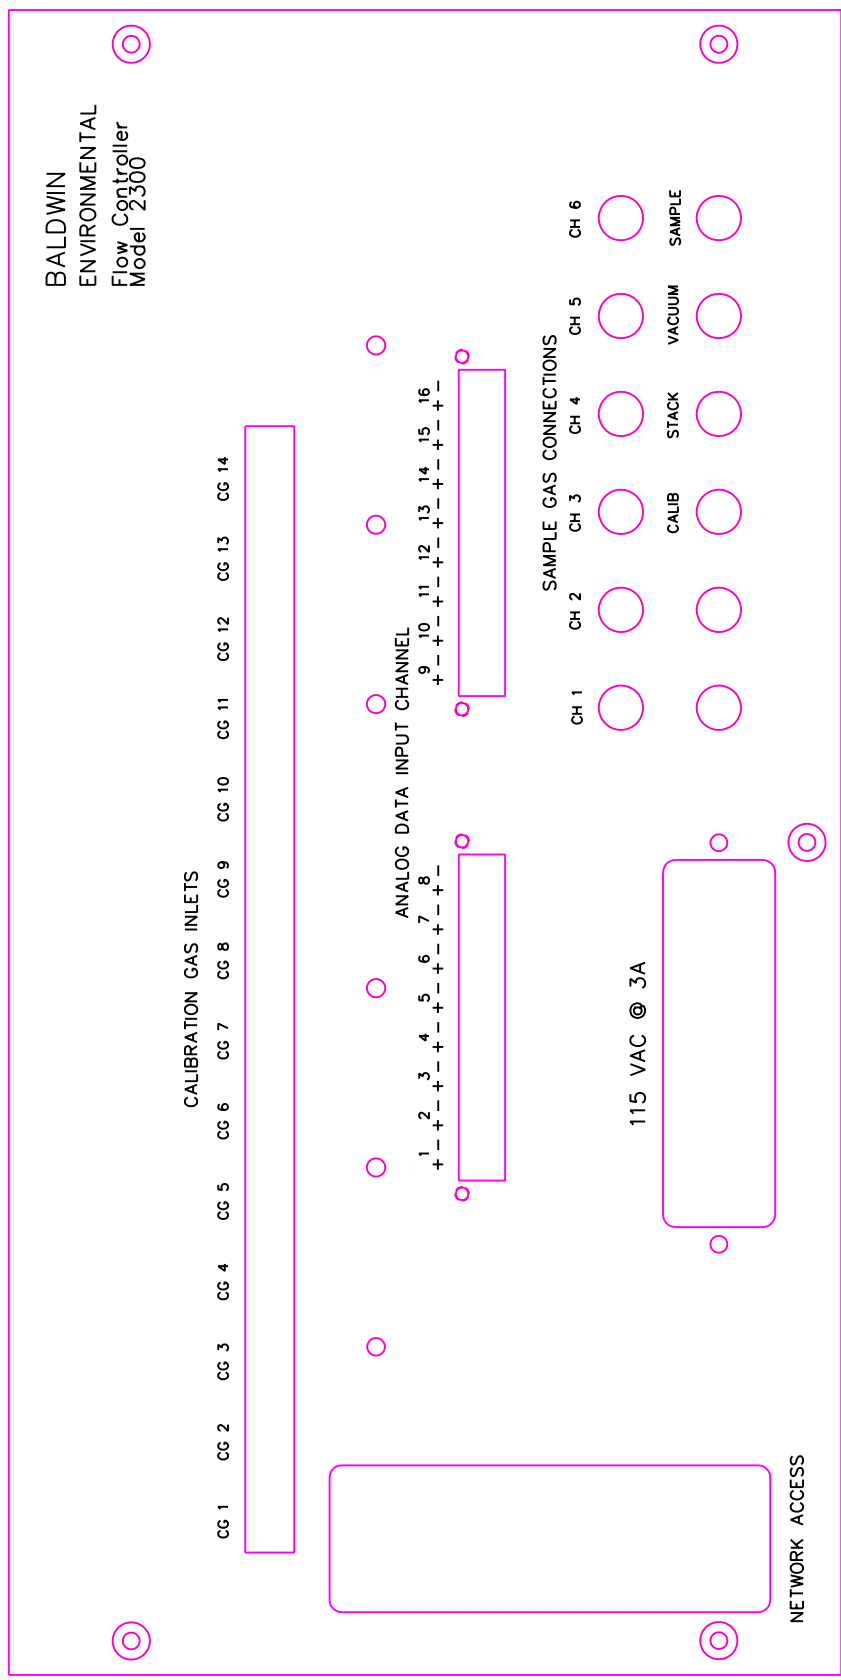 BALDWIN
ENVIRONMENTAL
Flow Controller
Model 2300
CALIBRATION GAS INLETS
CG 1 CG 2 CG 3 CG 4 CG 5 CG 6 CG 7 CG 8 CG 9 CG 10 CG 11 CG 12 CG 13 CG 14
ANALOG DATA INPUT CHANNEL
1 2 3 4 5 6 7 8 9 10 11 12 13 14 15 16
+ − + − + − + − + − + − + − + − + − + − + − + − + − + − + − + −
SAMPLE GAS CONNECTIONS
CH 1 CH 2 CH 3 CH 4 CH 5 CH 6
115 VAC @ 3A
CALIB STACK VACUUM SAMPLE
NETWORK ACCESS